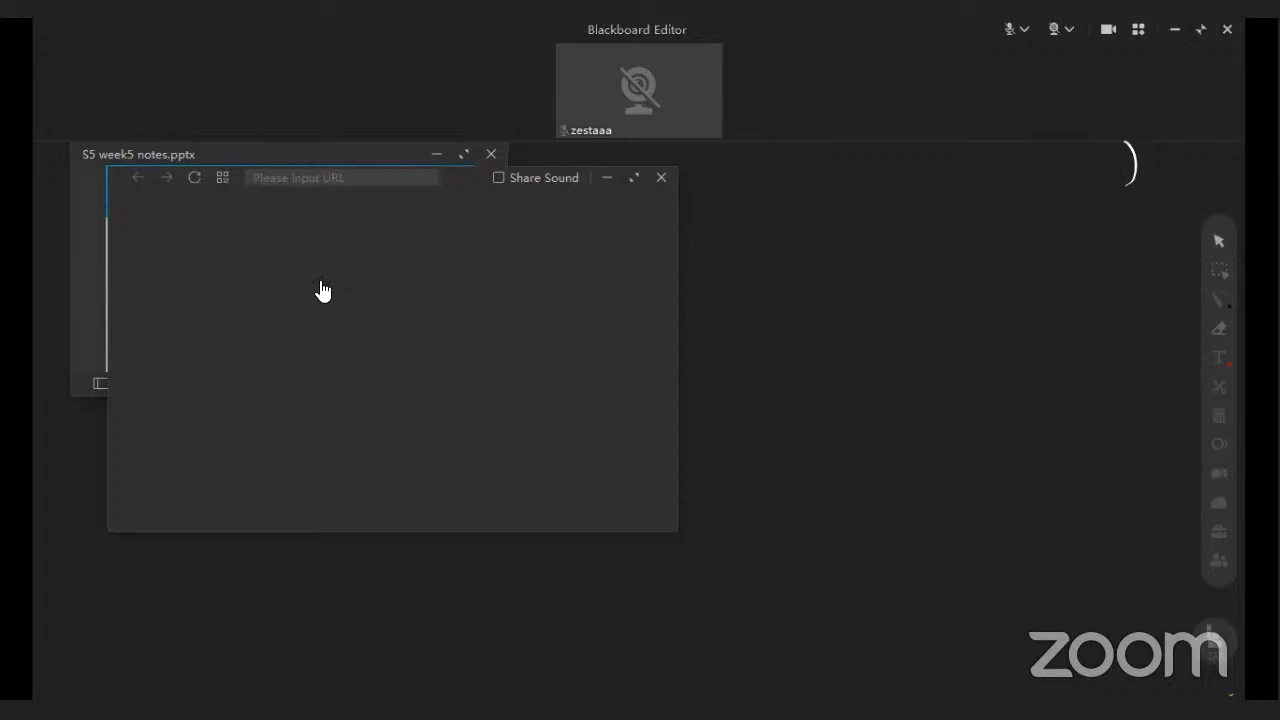 Blackboard Editor
zestaaa
S5 week5 notes.pptx
Please input URL
Share Sound
zoom